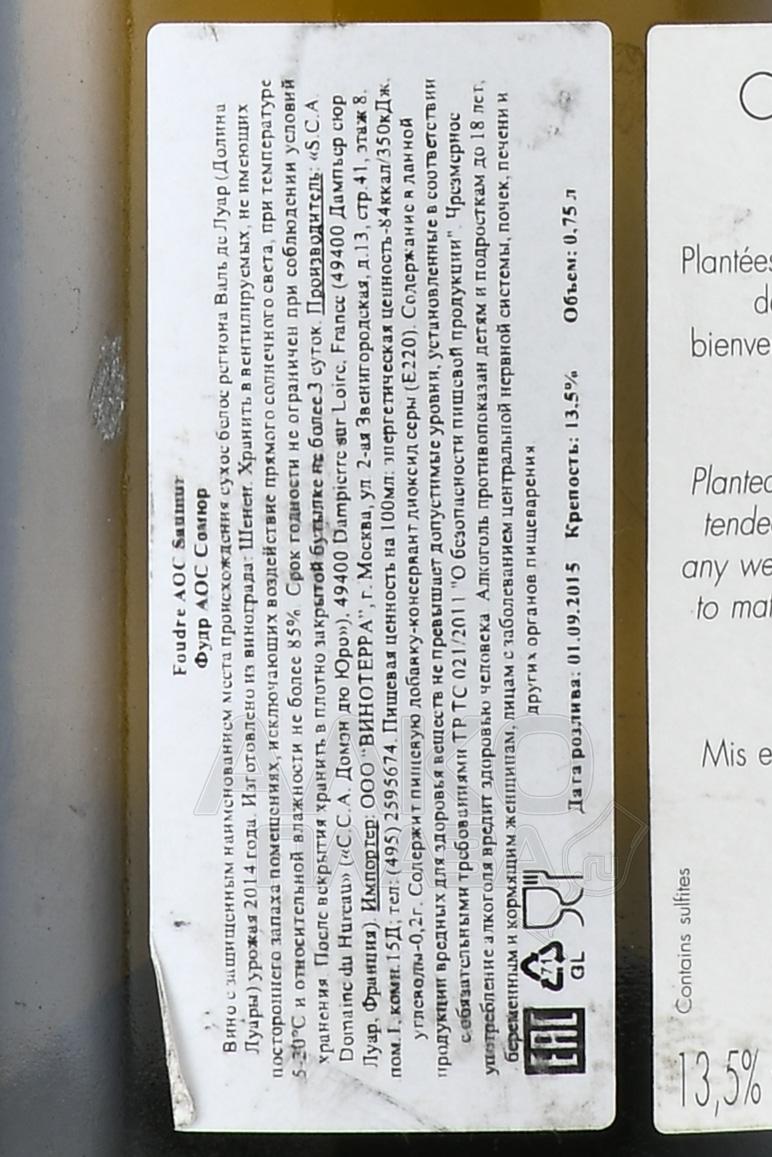 Foudre AOC Saumur
Фудр АОС Сомюр
Вино с защищенным наименованием места происхождения сухое белое региона Валь де Луар (Долина
Луары) урожая 2014 года. Изготовлено из винограда: Шенен. Хранить в вентилируемых, не имеющих
постороннего запаха помещениях, исключающих воздействие прямого солнечного света, при температуре
5-20°С и относительной влажности не более 85%. Срок годности не ограничен при соблюдении условий
хранения. После вскрытия хранить в плотно закрытой бутылке не более 3 суток. Производитель: «S.C.A.
Domaine du Hureau» («С.С.А. Домэн дю Юро»), 49400 Dampierre sur Loire, France (49400 Дампьер сюр
Луар, Франция). Импортер: ООО "ВИНОТЕРРА", г. Москва, ул. 2-ая Звенигородская, д.13, стр.41, этаж 8,
пом. I, комн. 15Д; тел: (495) 2595674. Пищевая ценность на 100мл: энергетическая ценность-84ккал/350кДж,
углеводы-0,2г. Содержит пищевую добавку-консервант диоксид серы (Е220). Содержание в данной
продукции вредных для здоровья веществ не превышает допустимые уровни, установленные в соответствии
с обязательными требованиями ТР ТС 021/2011 "О безопасности пищевой продукции". Чрезмерное
употребление алкоголя вредит здоровью человека. Алкоголь противопоказан детям и подросткам до 18 лет,
беременным и кормящим женщинам, лицам с заболеванием центральной нервной системы, почек, печени и
других органов пищеварения
Дата розлива: 01.09.2015 Крепость: 13.5% Объем: 0,75 л
EAC
71
GL
Plantées
bienve
Planted
tended
any we
to mat
Mis e
Contains sulfites
13,5%
АЛКО